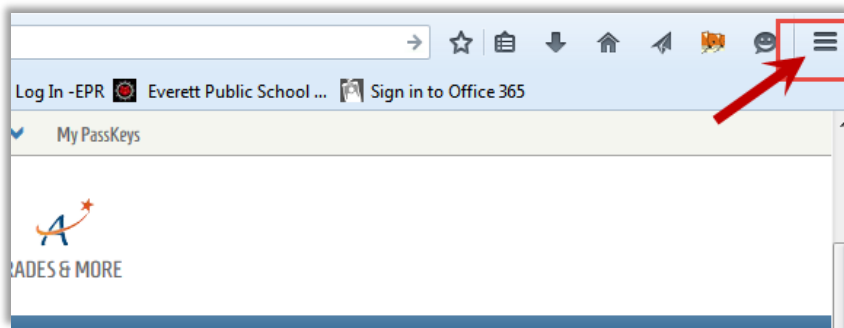 Log In -EPR Everett Public School ... Sign in to Office 365
My PassKeys
RADES & MORE